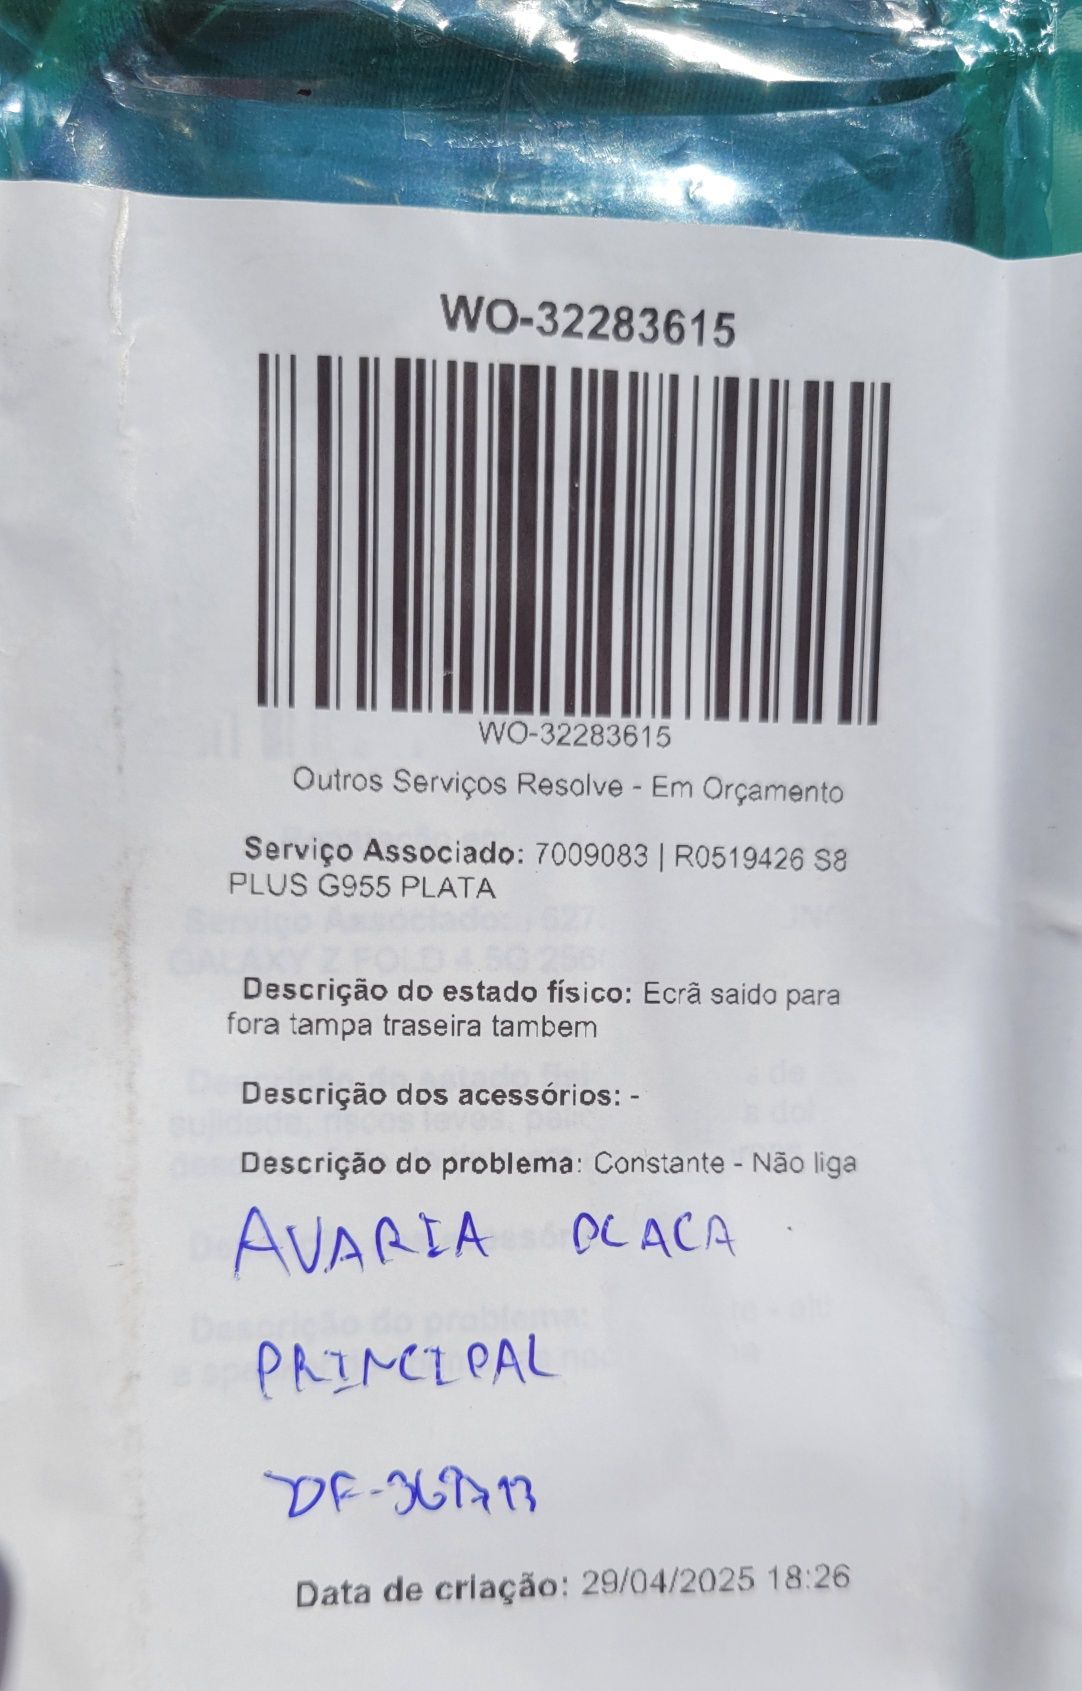 WO-32283615
WO-32283615
Outros Serviços Resolve - Em Orçamento
Serviço Associado: 7009083 | R0519426 S8
PLUS G955 PLATA
Descrição do estado físico: Ecrã saido para
fora tampa traseira tambem
Descrição dos acessórios: -
Descrição do problema: Constante - Não liga
AVARIA PLACA
PRINCIPAL
Data de criação: 29/04/2025 18:26